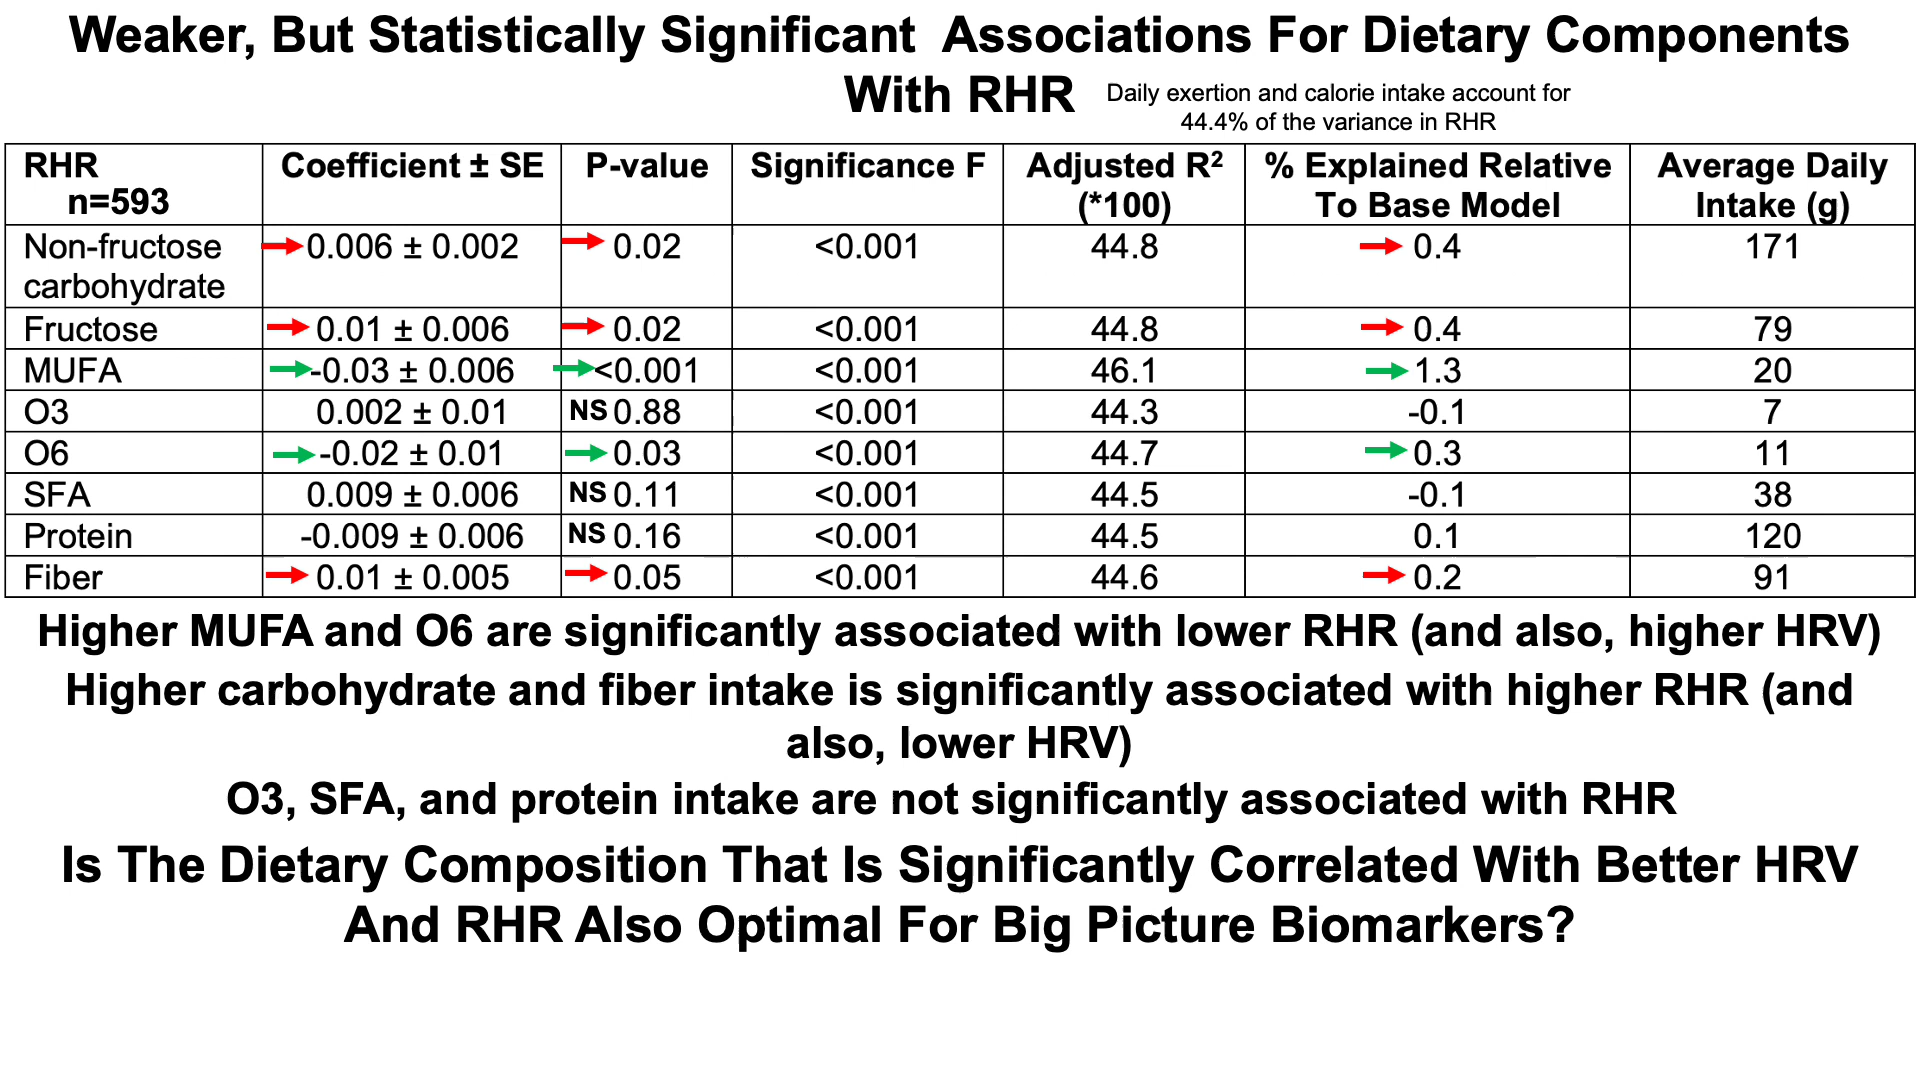 Weaker, But Statistically Significant  Associations For Dietary Components
With RHR
Daily exertion and calorie intake account for
44.4% of the variance in RHR
RHR Coefficient ± SE P-value Significance F Adjusted R² % Explained Relative Average Daily
n=593 (*100) To Base Model Intake (g)
Non-fructose 0.006 ± 0.002 0.02 <0.001 44.8 0.4 171
carbohydrate
Fructose 0.01 ± 0.006 0.02 <0.001 44.8 0.4 79
MUFA -0.03 ± 0.006 <0.001 <0.001 46.1 1.3 20
O3 0.002 ± 0.01 NS 0.88 <0.001 44.3 -0.1 7
O6 -0.02 ± 0.01 0.03 <0.001 44.7 0.3 11
SFA 0.009 ± 0.006 NS 0.11 <0.001 44.5 -0.1 38
Protein -0.009 ± 0.006 NS 0.16 <0.001 44.5 0.1 120
Fiber 0.01 ± 0.005 0.05 <0.001 44.6 0.2 91
Higher MUFA and O6 are significantly associated with lower RHR (and also, higher HRV)
Higher carbohydrate and fiber intake is significantly associated with higher RHR (and
also, lower HRV)
O3, SFA, and protein intake are not significantly associated with RHR
Is The Dietary Composition That Is Significantly Correlated With Better HRV
And RHR Also Optimal For Big Picture Biomarkers?